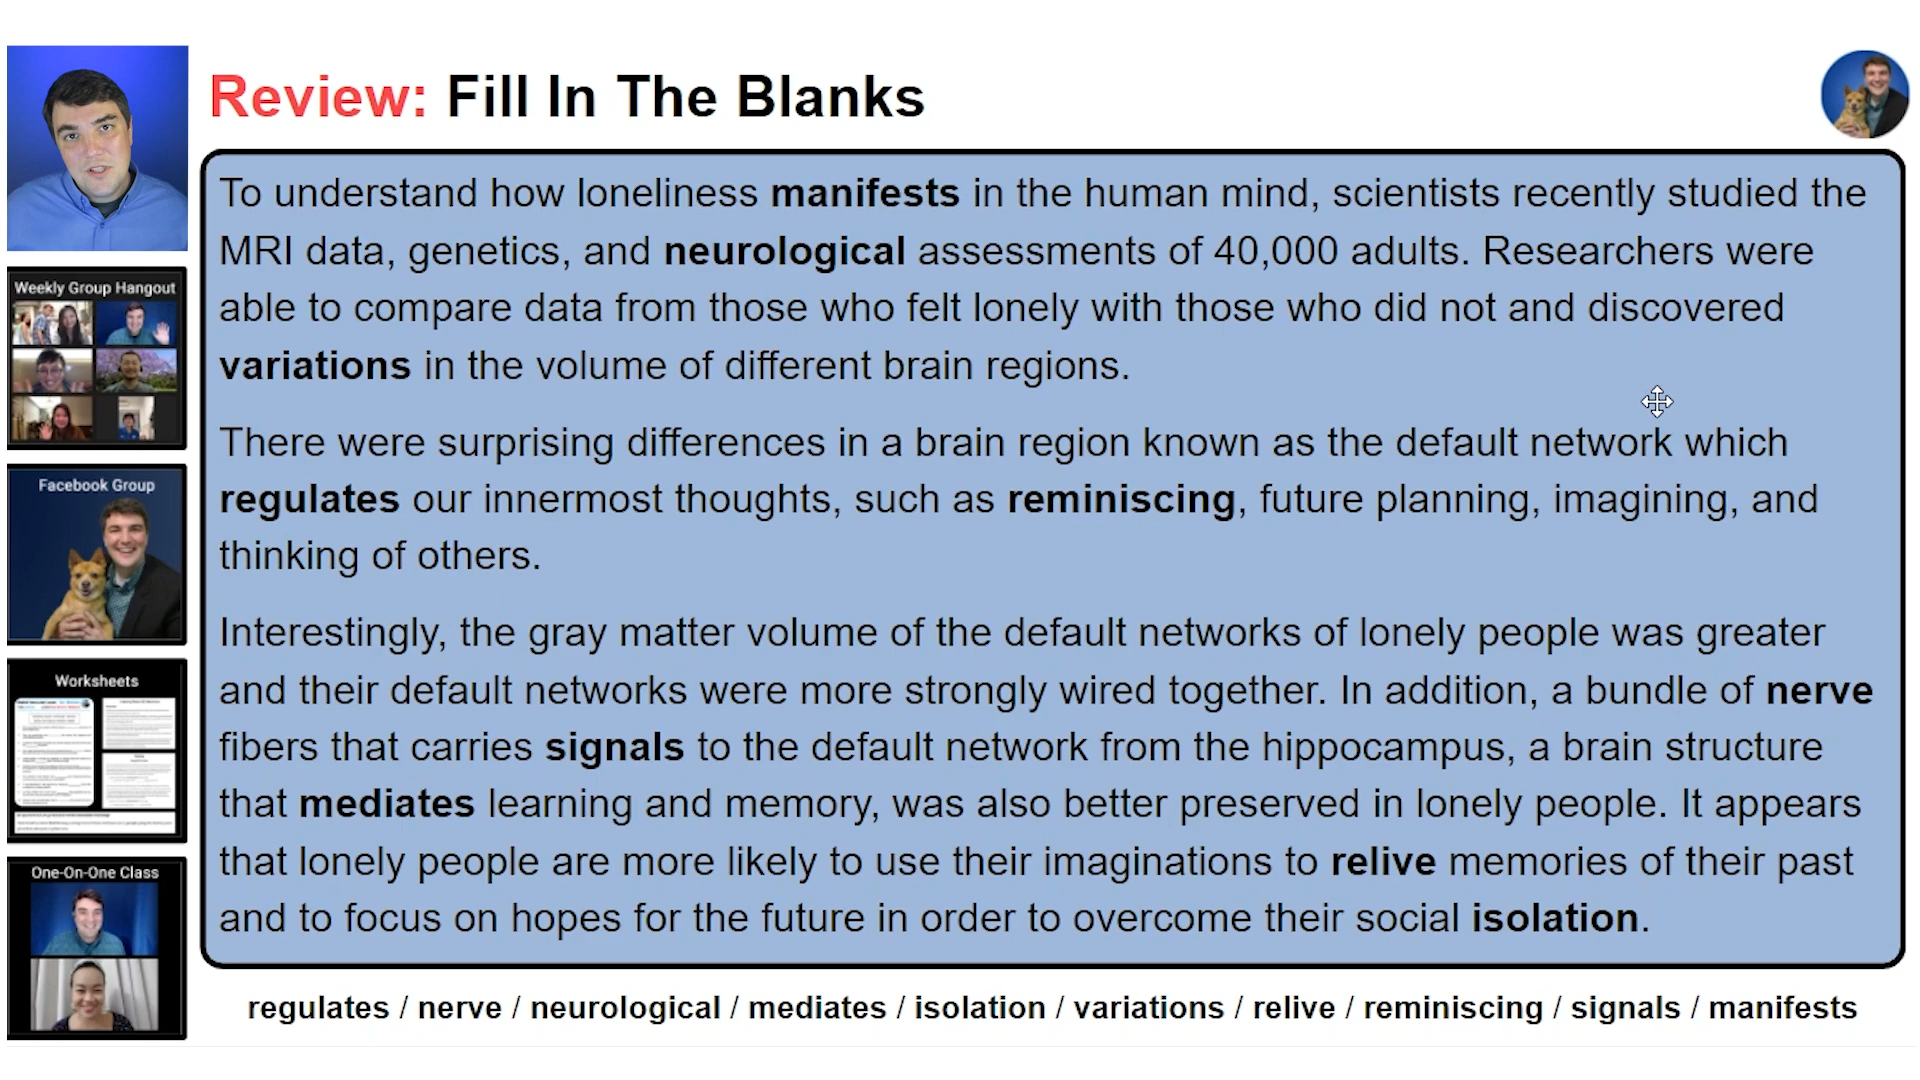 Review: Fill In The Blanks
To understand how loneliness manifests in the human mind, scientists recently studied the
MRI data, genetics, and neurological assessments of 40,000 adults. Researchers were
able to compare data from those who felt lonely with those who did not and discovered
variations in the volume of different brain regions.
There were surprising differences in a brain region known as the default network which
regulates our innermost thoughts, such as reminiscing, future planning, imagining, and
thinking of others.
Interestingly, the gray matter volume of the default networks of lonely people was greater
and their default networks were more strongly wired together. In addition, a bundle of nerve
fibers that carries signals to the default network from the hippocampus, a brain structure
that mediates learning and memory, was also better preserved in lonely people. It appears
that lonely people are more likely to use their imaginations to relive memories of their past
and to focus on hopes for the future in order to overcome their social isolation.
regulates / nerve / neurological / mediates / isolation / variations / relive / reminiscing / signals / manifests
Weekly Group Hangout
Facebook Group
Worksheets
One-On-One Class